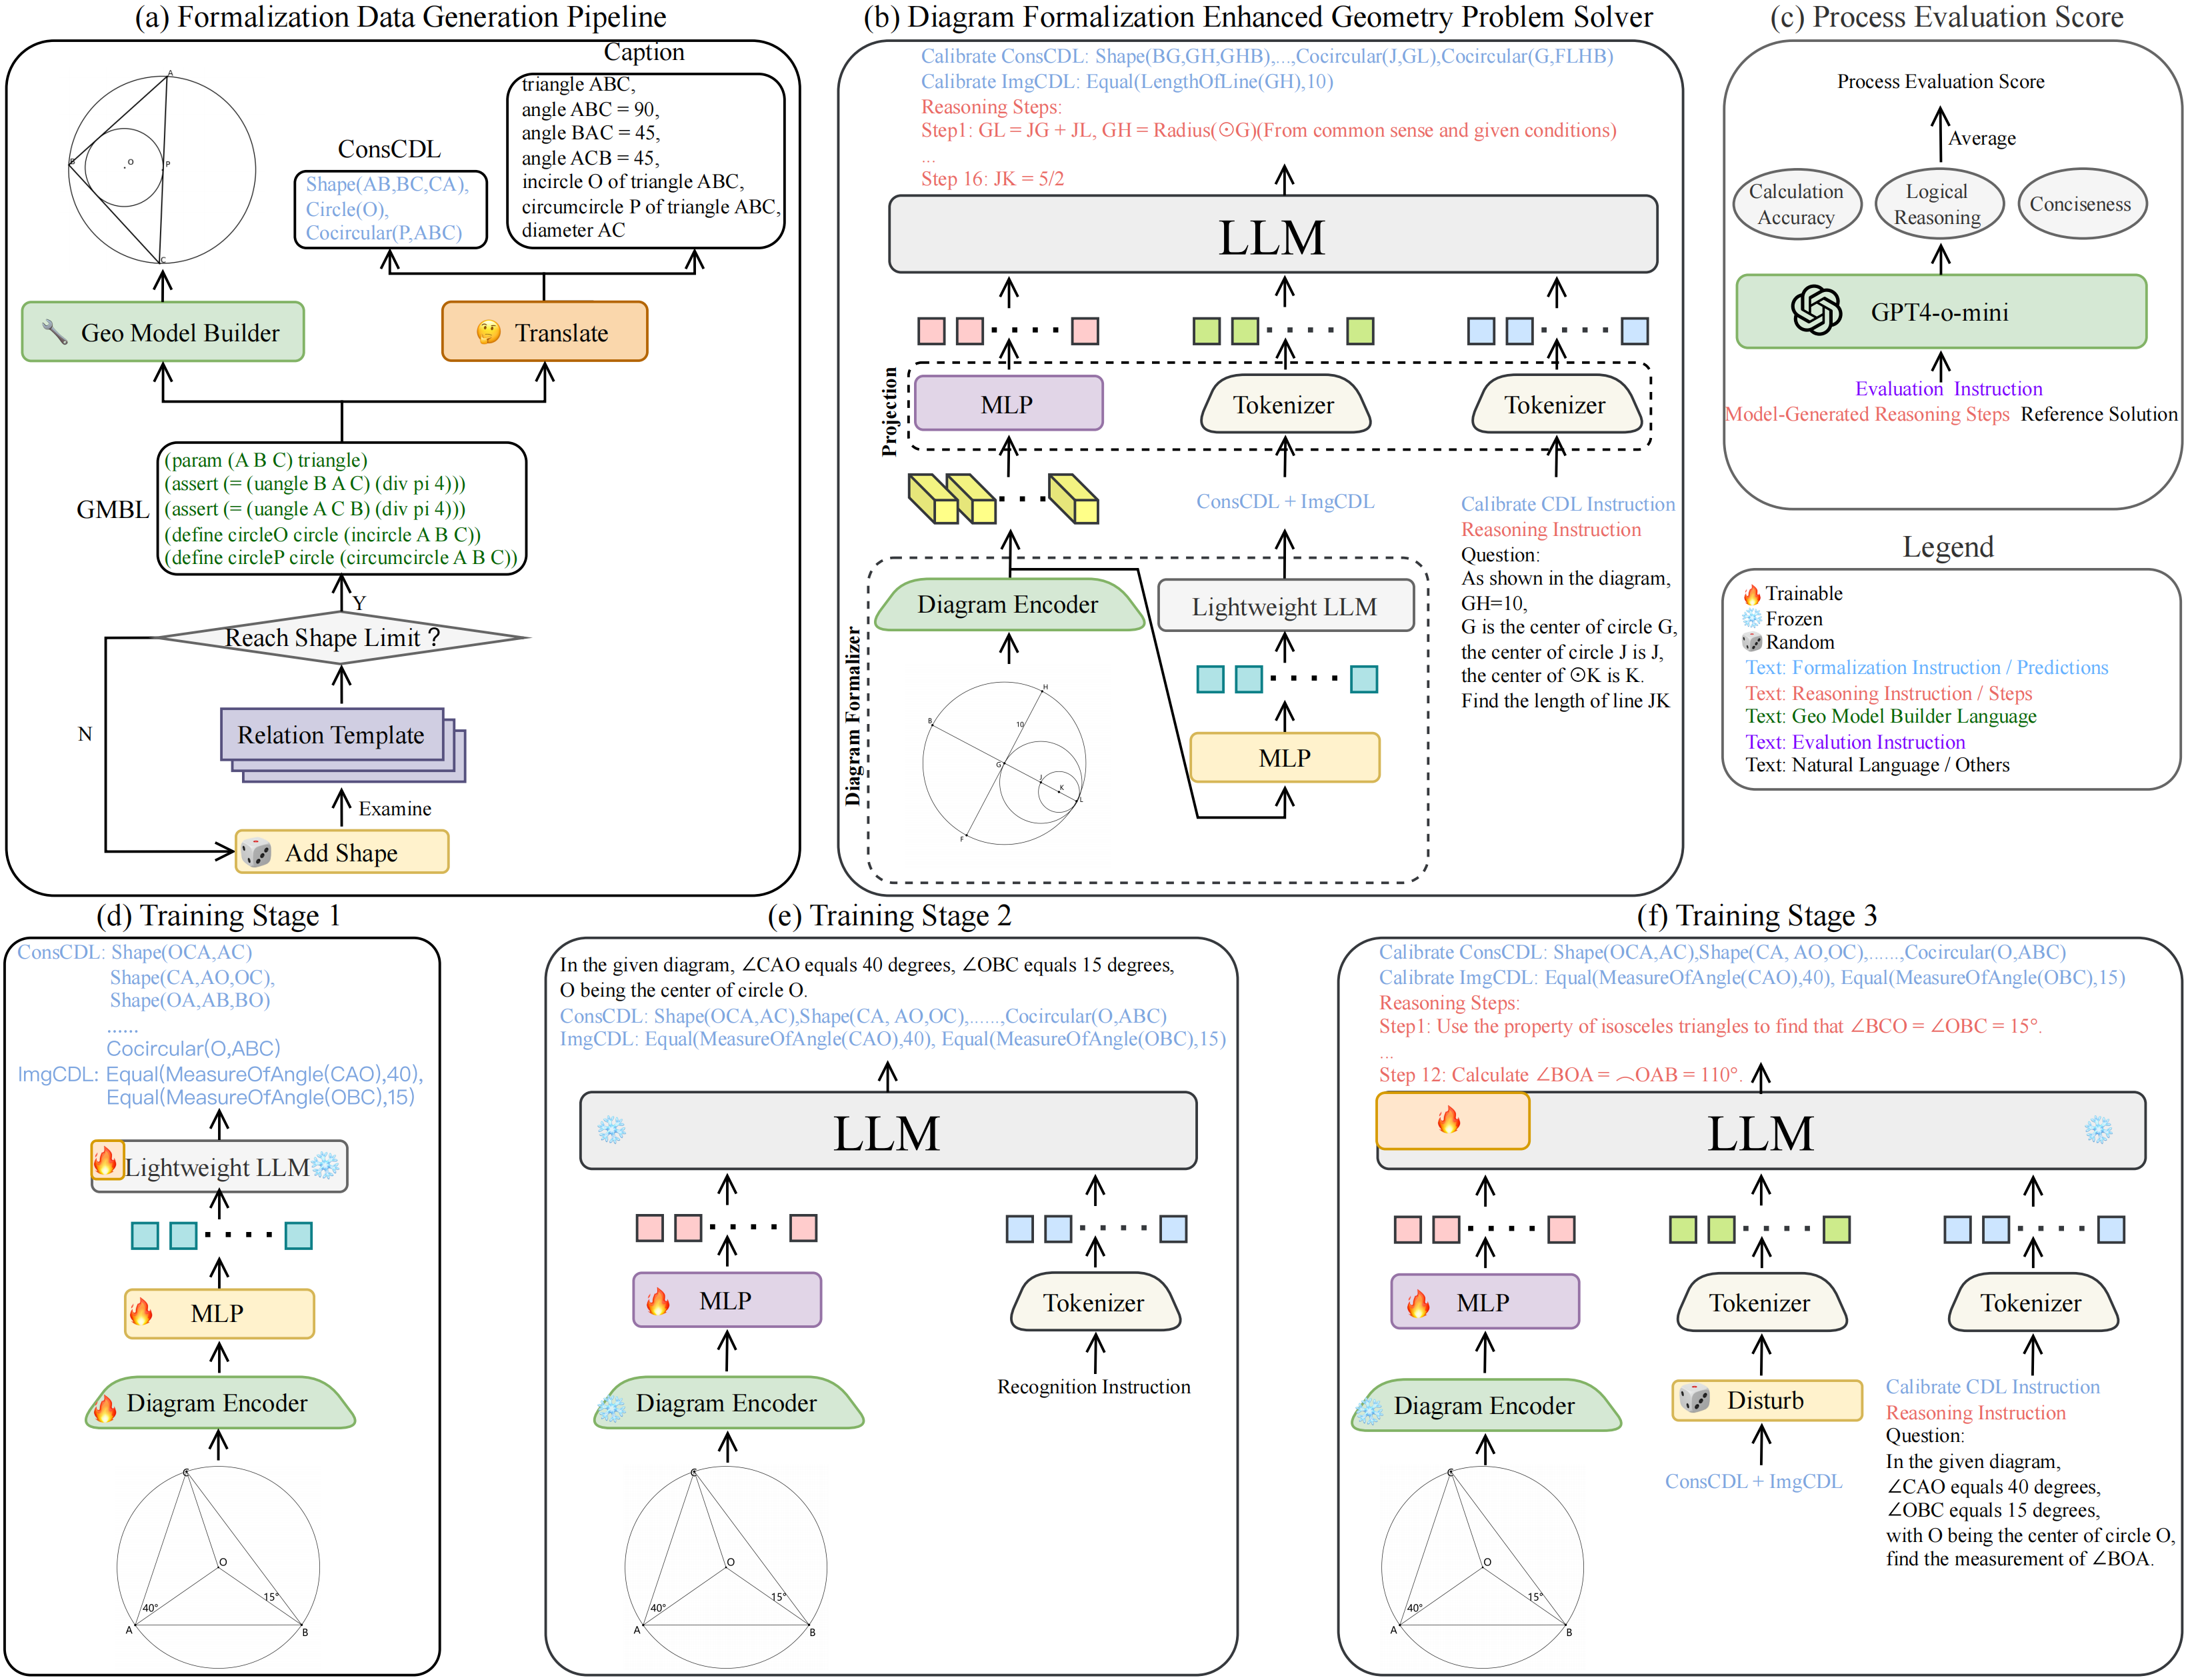 (a) Formalization Data Generation Pipeline
Caption
A
B
O
P
C
ConsCDL
Shape(AB,BC,CA),
Circle(O),
Cocircular(P,ABC)
triangle ABC,
angle ABC = 90,
angle BAC = 45,
angle ACB = 45,
incircle O of triangle ABC,
circumcircle P of triangle ABC,
diameter AC
Geo Model Builder
Translate
GMBL
(param (A B C) triangle)
(assert (= (uangle B A C) (div pi 4)))
(assert (= (uangle A C B) (div pi 4)))
(define circleO circle (incircle A B C))
(define circleP circle (circumcircle A B C))
Y
Reach Shape Limit ?
N
Relation Template
Examine
Add Shape
(b) Diagram Formalization Enhanced Geometry Problem Solver
Calibrate ConsCDL: Shape(BG,GH,GHB),...,Cocircular(J,GL),Cocircular(G,FLHB)
Calibrate ImgCDL: Equal(LengthOfLine(GH),10)
Reasoning Steps:
Step1: GL = JG + JL, GH = Radius(⊙G)(From common sense and given conditions)
...
Step 16: JK = 5/2
LLM
Projection
MLP
Tokenizer
Tokenizer
ConsCDL + ImgCDL
Calibrate CDL Instruction
Reasoning Instruction
Question:
As shown in the diagram,
GH=10,
G is the center of circle G,
the center of circle J is J,
the center of ⊙K is K.
Find the length of line JK
Diagram Formalizer
Diagram Encoder
Lightweight LLM
MLP
H
B
10
G
J
K
L
F
(c) Process Evaluation Score
Process Evaluation Score
Average
Calculation
Accuracy
Logical
Reasoning
Conciseness
GPT4-o-mini
Evaluation Instruction
Model-Generated Reasoning Steps Reference Solution
Legend
Trainable
Frozen
Random
Text: Formalization Instruction / Predictions
Text: Reasoning Instruction / Steps
Text: Geo Model Builder Language
Text: Evalution Instruction
Text: Natural Language / Others
(d) Training Stage 1
ConsCDL: Shape(OCA,AC)
Shape(CA,AO,OC),
Shape(OA,AB,BO)
......
Cocircular(O,ABC)
ImgCDL: Equal(MeasureOfAngle(CAO),40),
Equal(MeasureOfAngle(OBC),15)
Lightweight LLM
MLP
Diagram Encoder
C
O
40°
15°
A
B
(e) Training Stage 2
In the given diagram, ∠CAO equals 40 degrees, ∠OBC equals 15 degrees,
O being the center of circle O.
ConsCDL: Shape(OCA,AC),Shape(CA, AO,OC),......,Cocircular(O,ABC)
ImgCDL: Equal(MeasureOfAngle(CAO),40), Equal(MeasureOfAngle(OBC),15)
LLM
MLP
Tokenizer
Diagram Encoder
Recognition Instruction
C
O
40°
15°
A
B
(f) Training Stage 3
Calibrate ConsCDL: Shape(OCA,AC),Shape(CA, AO,OC),......,Cocircular(O,ABC)
Calibrate ImgCDL: Equal(MeasureOfAngle(CAO),40), Equal(MeasureOfAngle(OBC),15)
Reasoning Steps:
Step1: Use the property of isosceles triangles to find that ∠BCO = ∠OBC = 15°.
...
Step 12: Calculate ∠BOA = ⌒OAB = 110°.
LLM
MLP
Tokenizer
Tokenizer
Diagram Encoder
Disturb
ConsCDL + ImgCDL
Calibrate CDL Instruction
Reasoning Instruction
Question:
In the given diagram,
∠CAO equals 40 degrees,
∠OBC equals 15 degrees,
with O being the center of circle O,
find the measurement of ∠BOA.
C
O
40°
15°
A
B